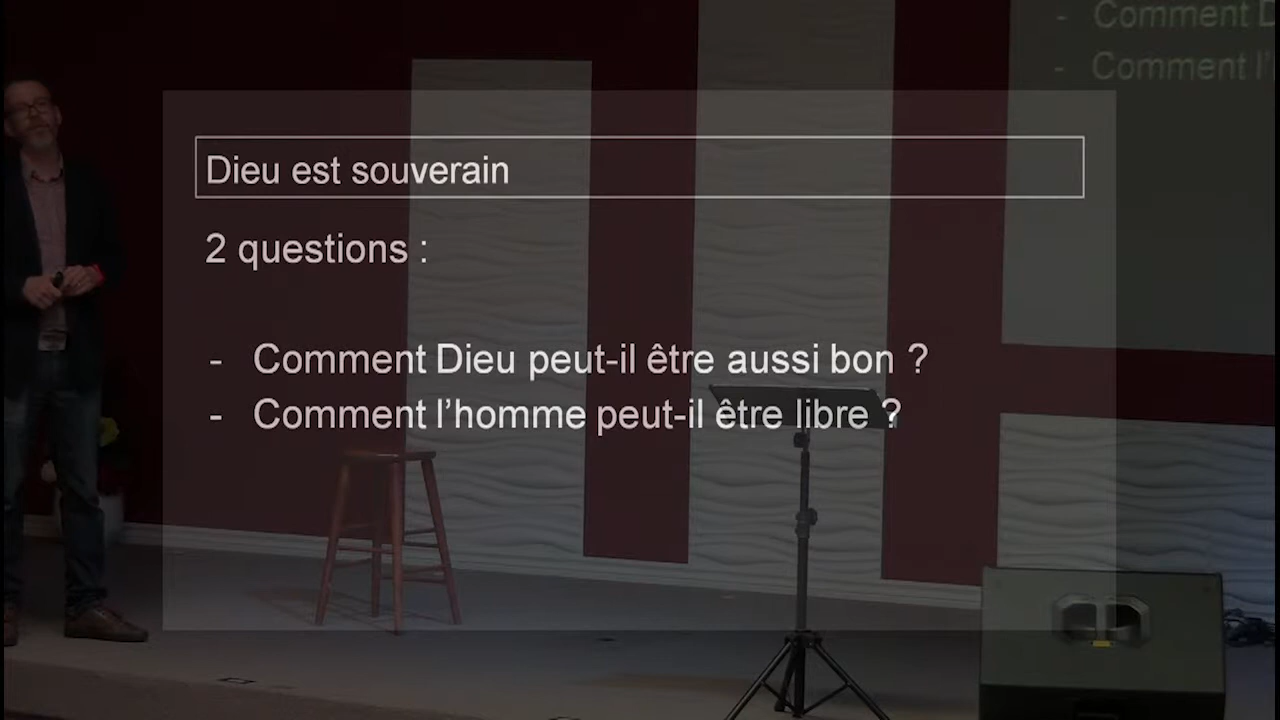 - Comment D
- Comment l'
Dieu est souverain
2 questions :
- Comment Dieu peut-il être aussi bon ?
- Comment l’homme peut-il être libre ?